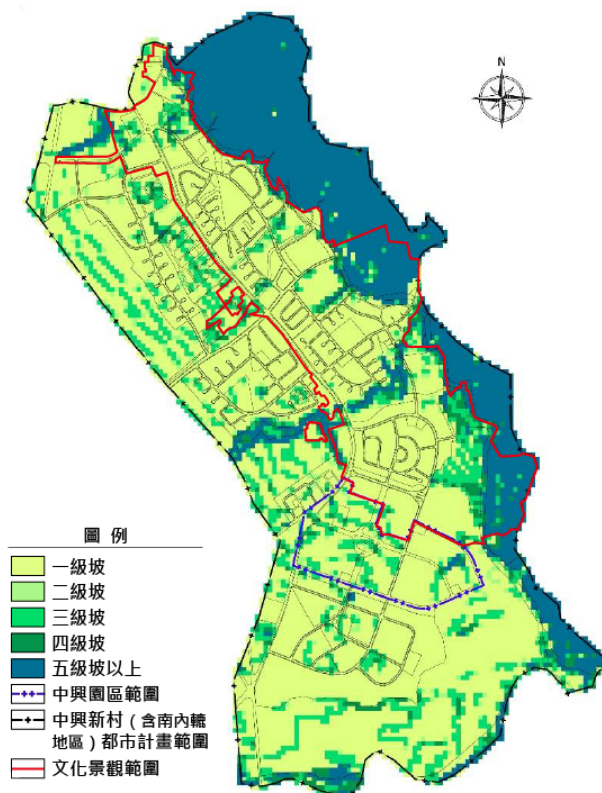 N
圖 例
一級坡
二級坡
三級坡
四級坡
五級坡以上
中興園區範圍
中興新村（含南內轆
地區）都市計畫範圍
文化景觀範圍